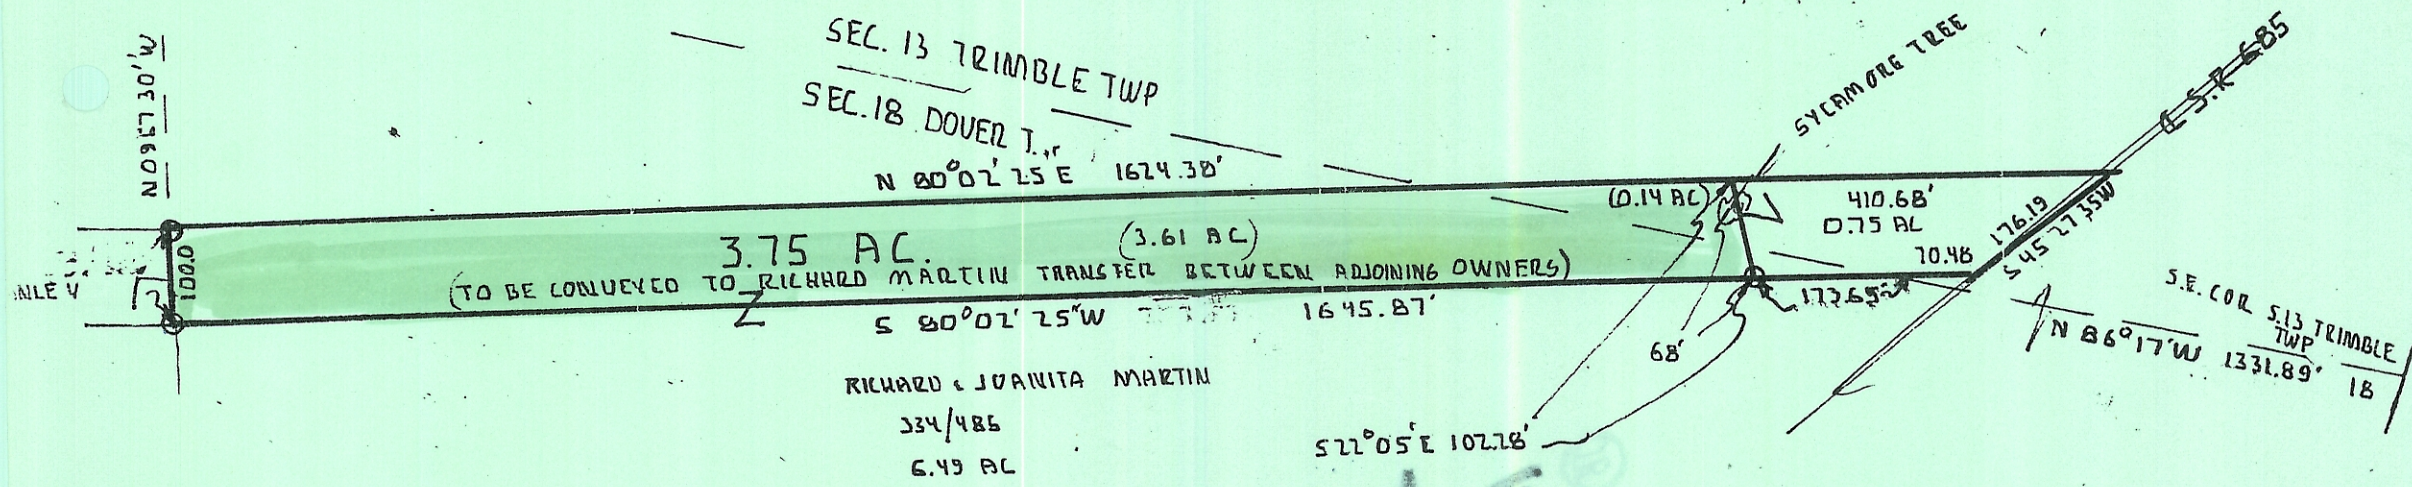 N09°57'30"W
SEC. 13 TRIMBLE TWP
SEC. 18 DOVER
N 80°02'25 E 1624.38'
SYCAMORE TREE
℄ S.R 685
(0.14 AC)
410.68'
0.75 AC
176.19
S 45 27 35W
70.48
100.0
3.75 AC. (3.61 AC)
(TO BE CONVEYED TO RICHARD MARTIN TRANSFER BETWEEN ADJOINING OWNERS)
S 80°02'25"W 1645.87'
68'
S.E. COR S.13 TRIMBLE
TWP
N 86°17'W 1331.89'
18
RICHARD & JUANITA MARTIN
334/486
6.49 AC
S22°05'E 102.28'